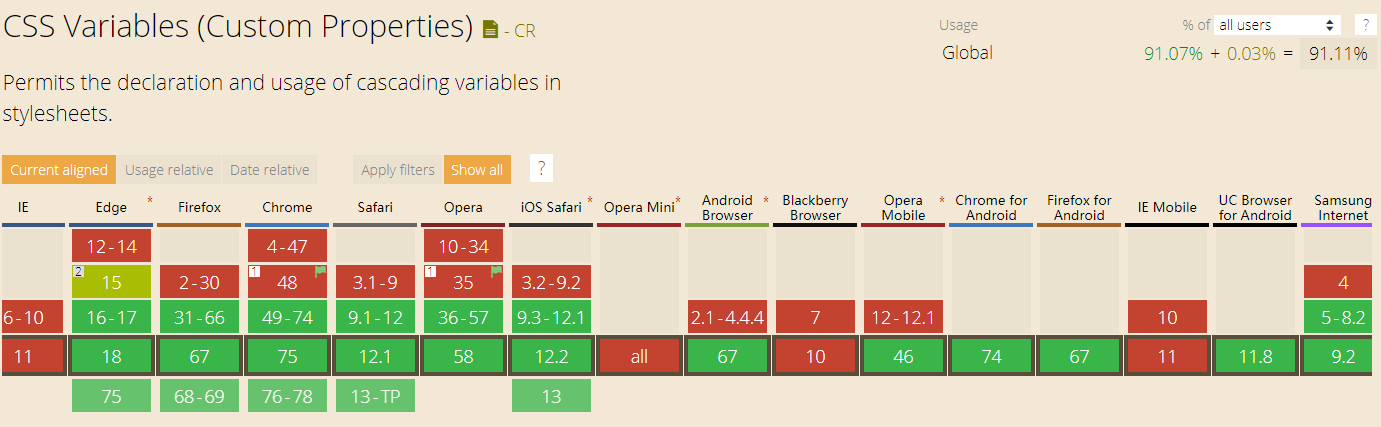 CSS Variables (Custom Properties) - CR
Usage % of all users ?
Global 91.07% + 0.03% = 91.11%
Permits the declaration and usage of cascading variables in
stylesheets.
Current aligned Usage relative Date relative Apply filters Show all ?
IE Edge * Firefox Chrome Safari Opera iOS Safari * Opera Mini * Android Browser * Blackberry Browser Opera Mobile * Chrome for Android Firefox for Android IE Mobile UC Browser for Android Samsung Internet
12-14 4-47 10-34
2 15 2-30 1 48 3.1-9 1 35 3.2-9.2 4
6-10 16-17 31-66 49-74 9.1-12 36-57 9.3-12.1 2.1-4.4.4 7 12-12.1 10 5-8.2
11 18 67 75 12.1 58 12.2 all 67 10 46 74 67 11 11.8 9.2
75 68-69 76-78 13-TP 13